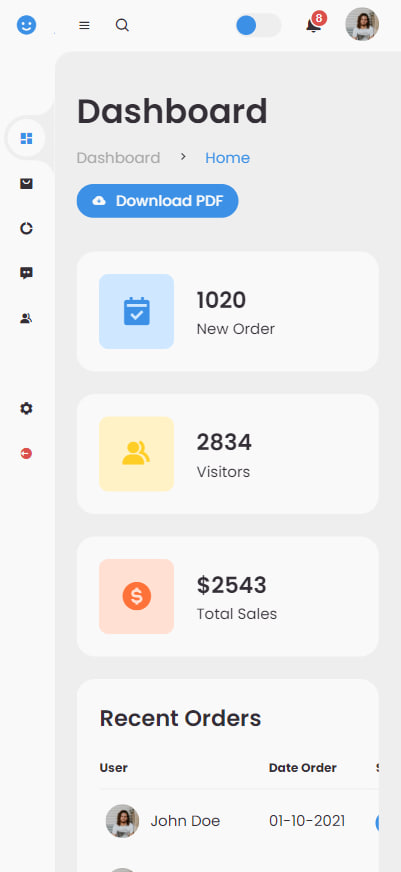 8
Dashboard
Dashboard > Home
Download PDF
1020
New Order
2834
Visitors
$2543
Total Sales
Recent Orders
User Date Order
John Doe 01-10-2021